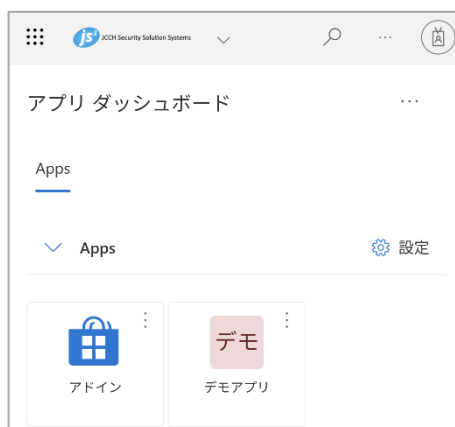 js3 JCCH Security Solution Systems
アプリ ダッシュボード
Apps
Apps 設定
デモ
アドイン デモアプリ